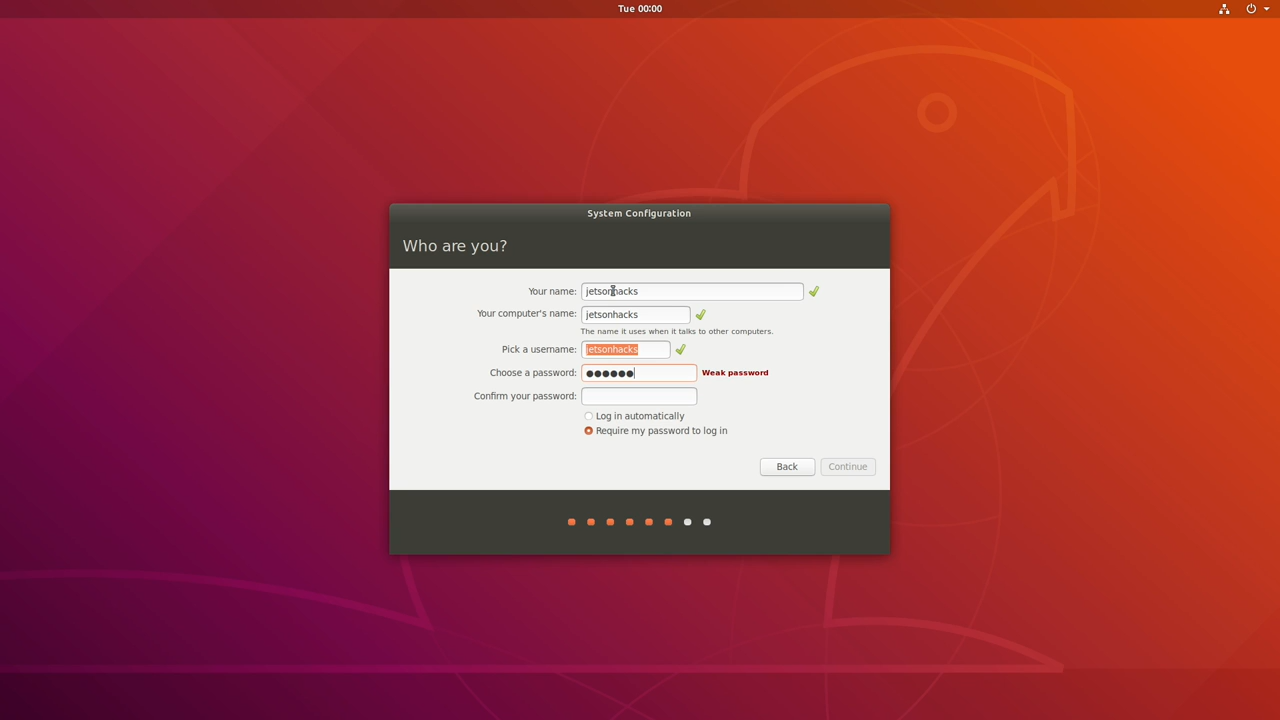 Tue 00:00
System Configuration
Who are you?
Your name: jetsonhacks
Your computer's name: jetsonhacks
The name it uses when it talks to other computers.
Pick a username: jetsonhacks
Choose a password: ●●●●●● Weak password
Confirm your password:
Log in automatically
Require my password to log in
Back Continue